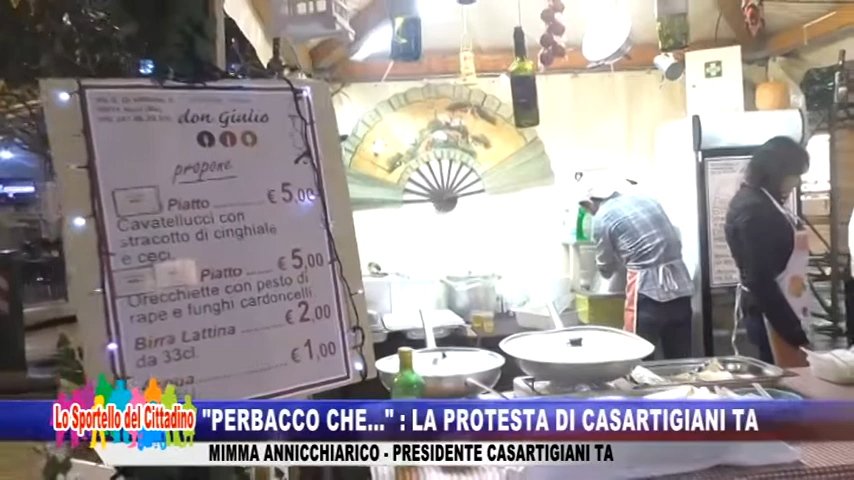 don Giulio
propone
Piatto
€ 5,00
Cavatellucci con
stracotto di cinghiale
e ceci
Piatto
€ 5,00
Orecchiette con pesto di
rape e funghi cardoncelli
Birra Lattina
€ 2,00
da 33cl.
€ 1,00
Lo Sportello del Cittadino
"PERBACCO CHE..." : LA PROTESTA DI CASARTIGIANI TA
MIMMA ANNICCHIARICO - PRESIDENTE CASARTIGIANI TA